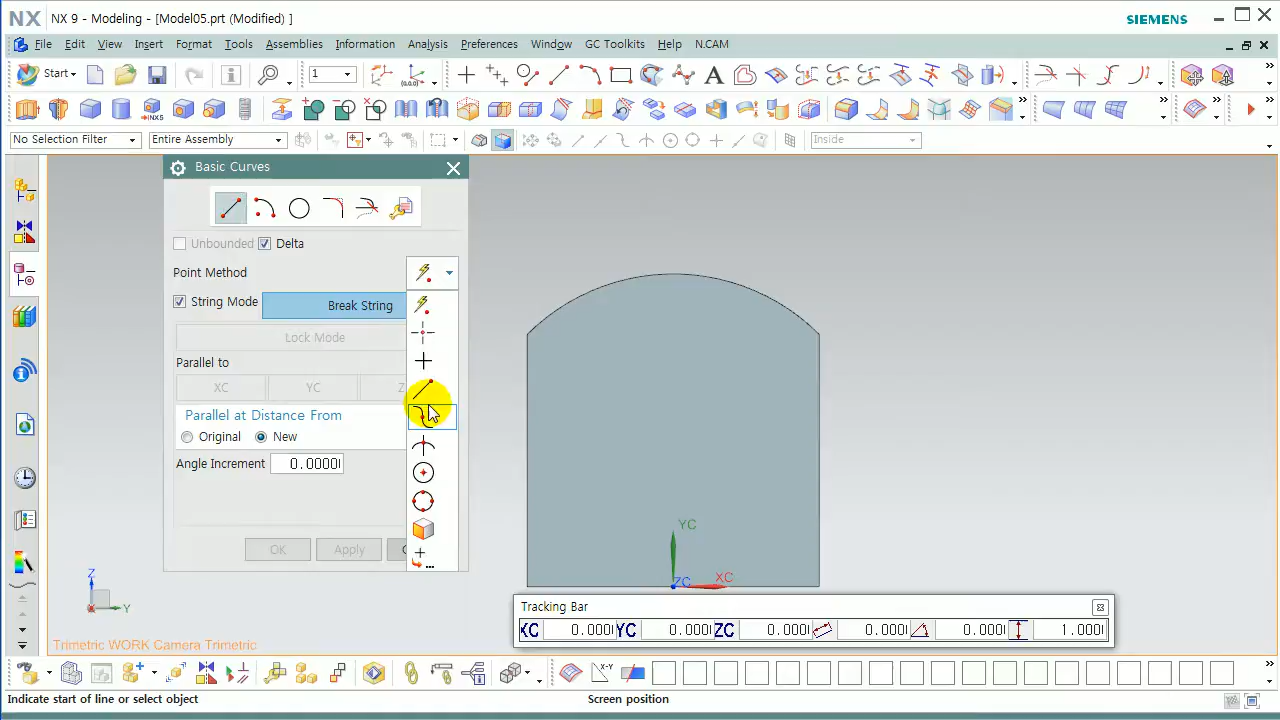 NX NX 9 - Modeling - [Model05.prt (Modified) ] SIEMENS
File Edit View Insert Format Tools Assemblies Information Analysis Preferences Window GC Toolkits Help N.CAM
Start 1
No Selection Filter Entire Assembly Inside
Basic Curves
Unbounded Delta
Point Method
String Mode Break String
Lock Mode
Parallel to
XC YC
Parallel at Distance From
Original New
Angle Increment 0.0000
OK Apply
YC
XC
ZC
Z
Y
Trimetric WORK Camera Trimetric
Tracking Bar
XC 0.000 YC 0.000 ZC 0.000 0.000 0.000 1.000
X-Y
Indicate start of line or select object Screen position